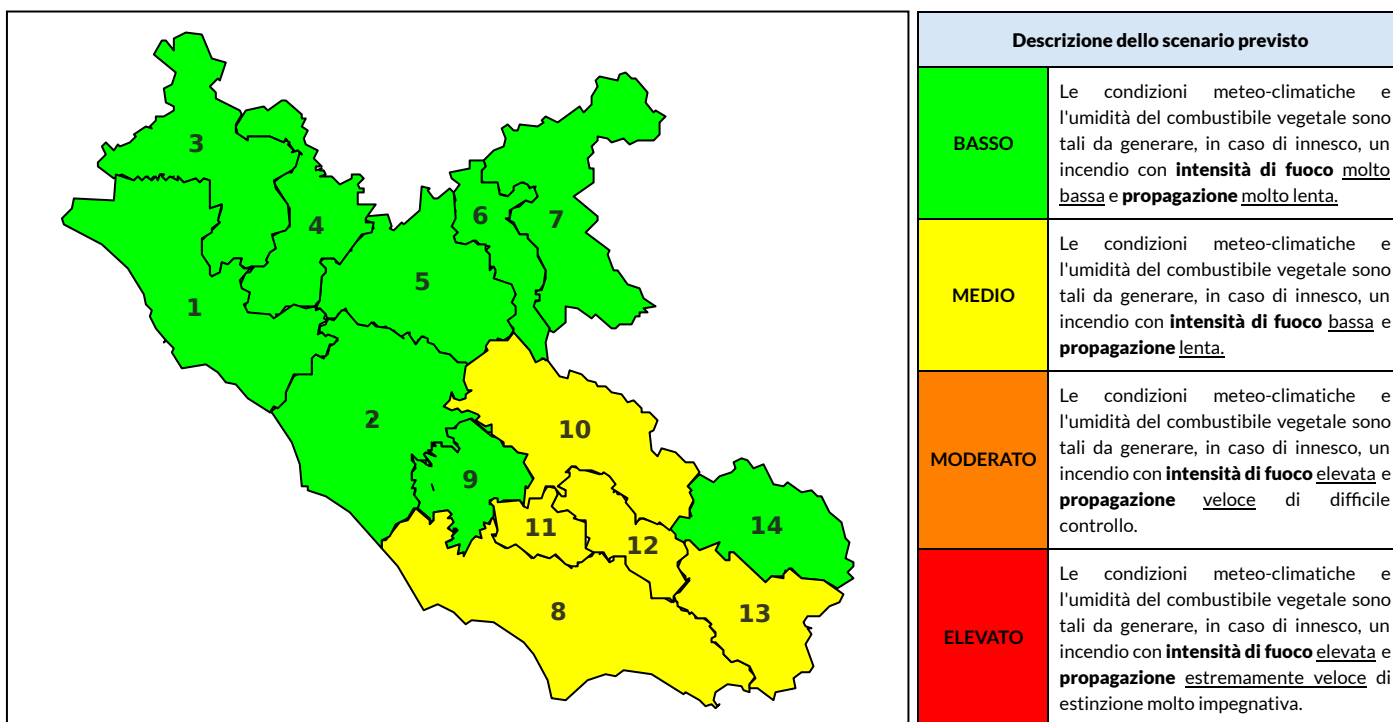 3
4
6
7
5
1
2
10
9
11
12
14
8
13
Descrizione dello scenario previsto
BASSO
Le condizioni meteo-climatiche e
l'umidità del combustibile vegetale sono
tali da generare, in caso di innesco, un
incendio con intensità di fuoco molto
bassa e propagazione molto lenta.
MEDIO
Le condizioni meteo-climatiche e
l'umidità del combustibile vegetale sono
tali da generare, in caso di innesco, un
incendio con intensità di fuoco bassa e
propagazione lenta.
MODERATO
Le condizioni meteo-climatiche e
l'umidità del combustibile vegetale sono
tali da generare, in caso di innesco, un
incendio con intensità di fuoco elevata e
propagazione veloce di difficile
controllo.
ELEVATO
Le condizioni meteo-climatiche e
l'umidità del combustibile vegetale sono
tali da generare, in caso di innesco, un
incendio con intensità di fuoco elevata e
propagazione estremamente veloce di
estinzione molto impegnativa.